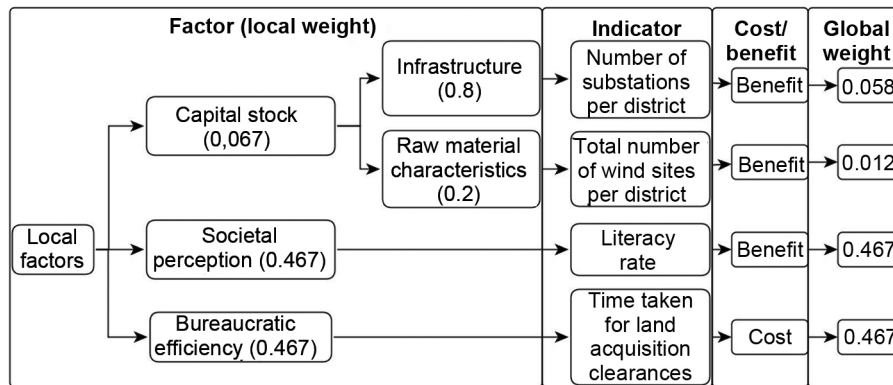 Factor (local weight)
Indicator
Cost/
benefit
Global
weight
Infrastructure
(0.8)
Number of
substations
per district
Benefit
0.058
Capital stock
(0,067)
Raw material
characteristics
(0.2)
Total number
of wind sites
per district
Benefit
0.012
Local
factors
Societal
perception (0.467)
Literacy
rate
Benefit
0.467
Bureaucratic
efficiency (0.467)
Time taken
for land
acquisition
clearances
Cost
0.467